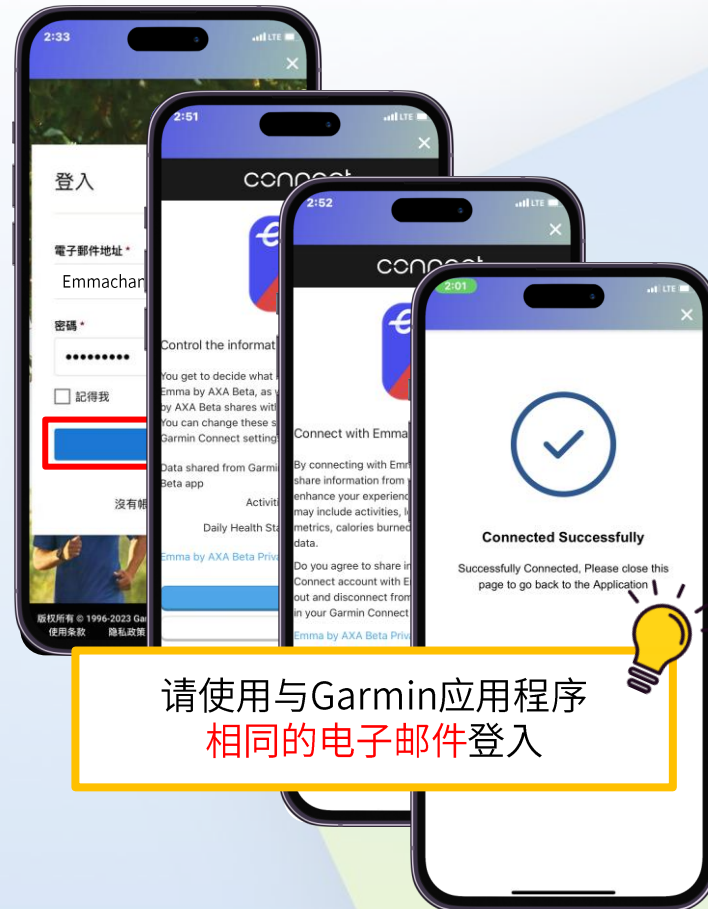 2:33
LTE
登入
電子郵件地址 *
Emmachan
密碼 *
•••••••••
記得我
沒有帳
版权所有 © 1996-2023 Gar
使用条款 隐私政策
2:51
LTE
connect
Control the informat
You get to decide what
Emma by AXA Beta, as
by AXA Beta shares with
You can change these s
Garmin Connect setting
Data shared from Garmi
Beta app
Activiti
Daily Health Sta
Emma by AXA Beta Priva
2:52
LTE
connect
Connect with Emma
By connecting with Emm
share information from
enhance your experienc
may include activities, l
metrics, calories burned
data.
Do you agree to share in
Connect account with E
out and disconnect from
in your Garmin Connect
Emma by AXA Beta Priva
2:01
LTE
Connected Successfully
Successfully Connected, Please close this
page to go back to the Application
请使用与Garmin应用程序
相同的电子邮件登入